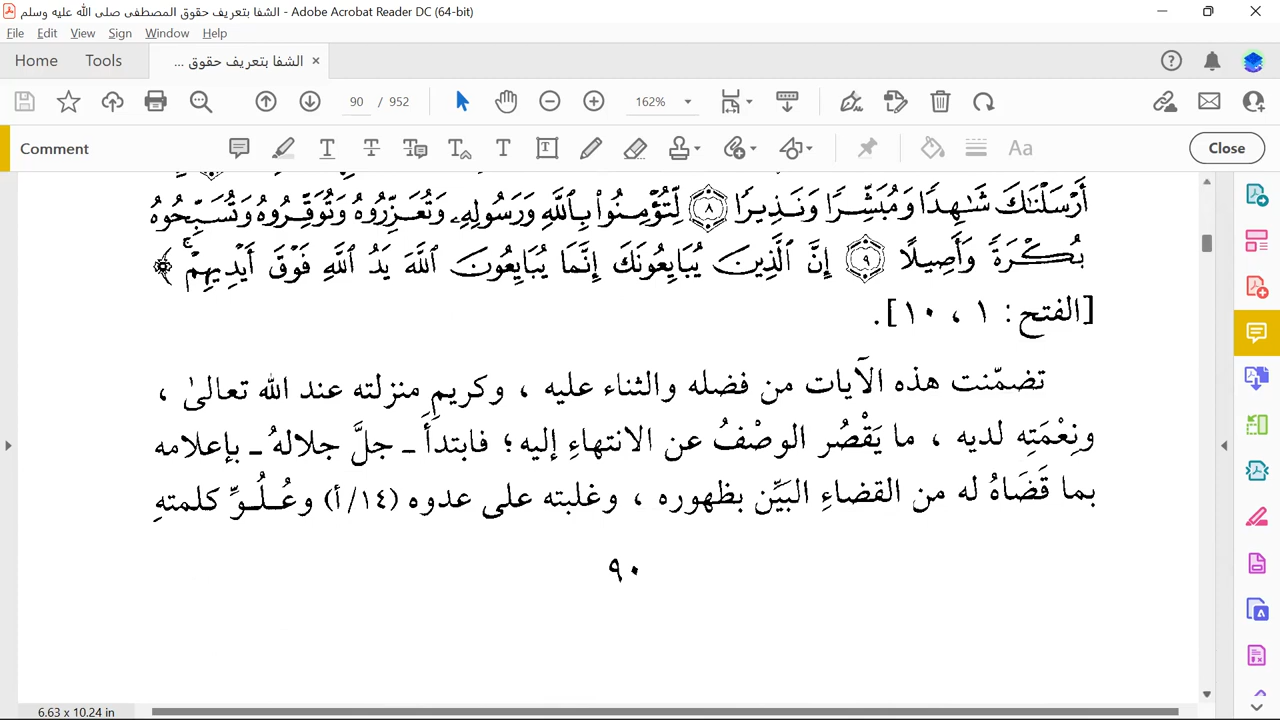 الشفا بتعريف حقوق المصطفى صلى الله عليه وسلم - Adobe Acrobat Reader DC (64-bit)
File Edit View Sign Window Help
Home Tools الشفا بتعريف حقوق ... ×
90 / 952 162%
Comment Close
أَرْسَلْنَٰكَ شَٰهِدًا وَمُبَشِّرًا وَنَذِيرًا ٨ لِّتُؤْمِنُوا۟ بِٱللَّهِ وَرَسُولِهِۦ وَتُعَزِّرُوهُ وَتُوَقِّرُوهُ وَتُسَبِّحُوهُ
بُكْرَةً وَأَصِيلًا ٩ إِنَّ ٱلَّذِينَ يُبَايِعُونَكَ إِنَّمَا يُبَايِعُونَ ٱللَّهَ يَدُ ٱللَّهِ فَوْقَ أَيْدِيهِمْ ۚ ﴾
[الفتح: ١ ، ١٠].
تضمّنت هذه الآيات من فضله والثناء عليه ، وكريمِ منزلته عند الله تعالىٰ ،
ونِعْمَتِه لديه ، ما يَقْصُر الوصْفُ عن الانتهاءِ إليه؛ فابتدأَ ـ جلَّ جلالهُ ـ بإعلامه
بما قَضَاهُ له من القضاءِ البَيِّن بظهوره ، وغلبته على عدوه (١٤/أ) وعُـلُـوِّ كلمتهِ
٩٠
6.63 x 10.24 in